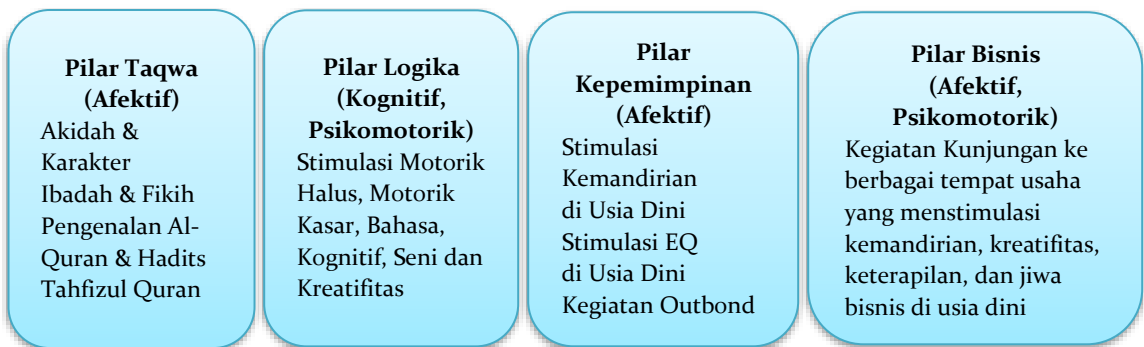 Pilar Taqwa
(Afektif)
Akidah &
Karakter
Ibadah & Fikih
Pengenalan Al-
Quran & Hadits
Tahfizul Quran
Pilar Logika
(Kognitif,
Psikomotorik)
Stimulasi Motorik
Halus, Motorik
Kasar, Bahasa,
Kognitif, Seni dan
Kreatifitas
Pilar
Kepemimpinan
(Afektif)
Stimulasi
Kemandirian
di Usia Dini
Stimulasi EQ
di Usia Dini
Kegiatan Outbond
Pilar Bisnis
(Afektif,
Psikomotorik)
Kegiatan Kunjungan ke
berbagai tempat usaha
yang menstimulasi
kemandirian, kreatifitas,
keterapilan, dan jiwa
bisnis di usia dini